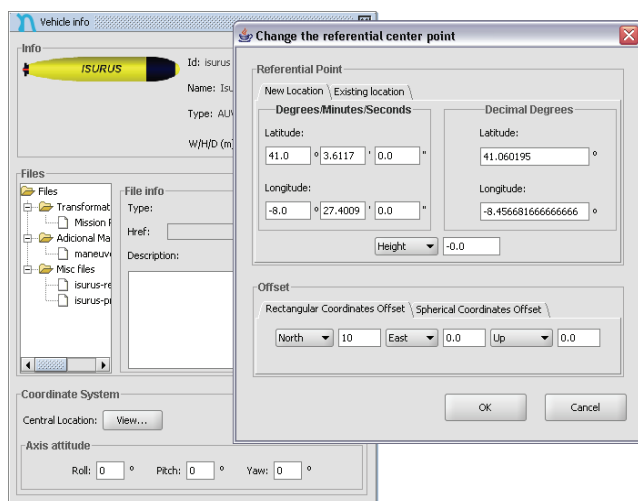 Vehicle info
Info
ISURUS
Id: isurus
Name: Isu
Type: AUV
W/H/D (m)
Files
Files
Transformat
Mission F
Adicional Ma
maneuve
Misc files
isurus-re
isurus-pr
File info
Type:
Href:
Description:
Coordinate System
Central Location: View...
Axis attitude
Roll: 0 º Pitch: 0 º Yaw: 0 º
Change the referential center point
Referential Point
New Location Existing location
Degrees/Minutes/Seconds
Latitude:
41.0 º 3.6117 ' 0.0 "
Longitude:
-8.0 º 27.4009 ' 0.0 "
Decimal Degrees
Latitude:
41.060195 º
Longitude:
-8.456681666666666 º
Height -0.0
Offset
Rectangular Coordinates Offset Spherical Coordinates Offset
North 10 East 0.0 Up 0.0
OK Cancel